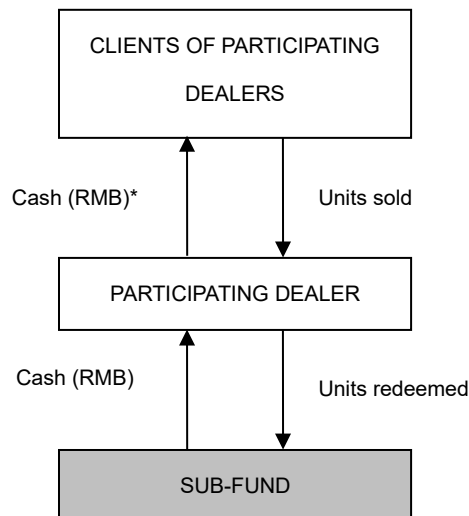 CLIENTS OF PARTICIPATING
DEALERS
Cash (RMB)*
Units sold
PARTICIPATING DEALER
Cash (RMB)
Units redeemed
SUB-FUND